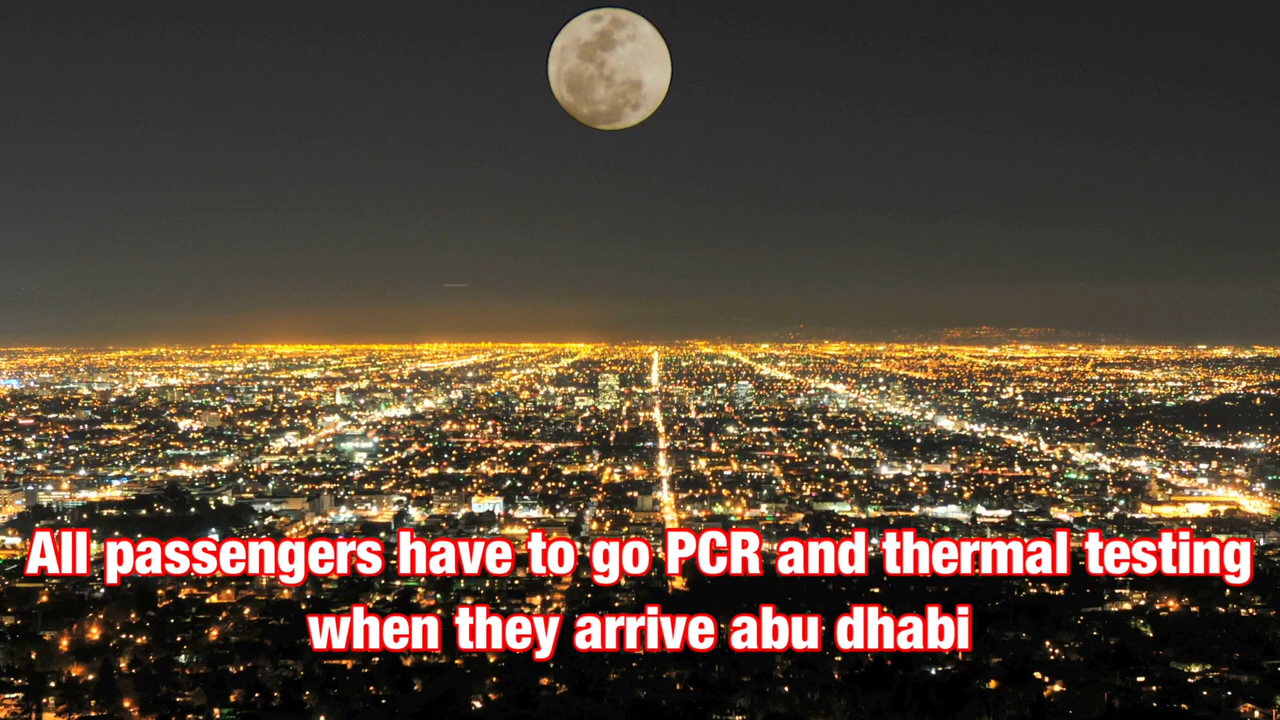 All passengers have to go PCR and thermal testing
when they arrive abu dhabi